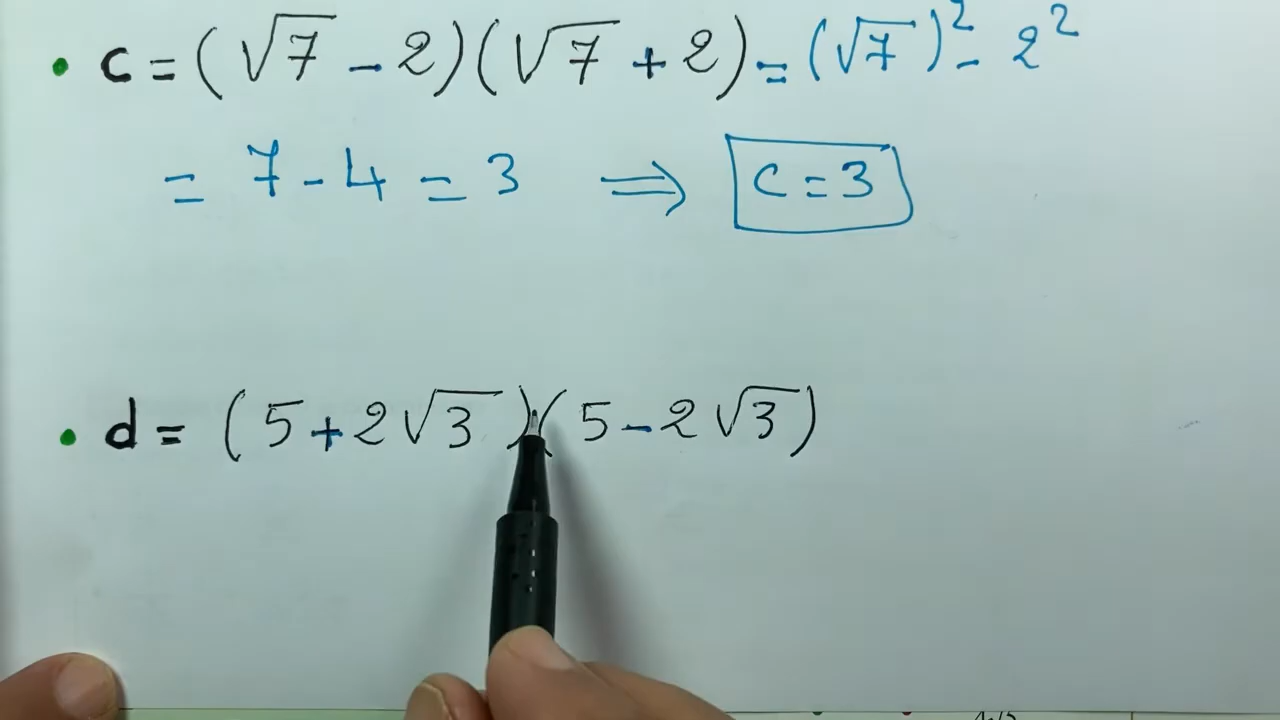 • c = (√7 - 2)(√7 + 2) = (√7)² - 2²
= 7 - 4 = 3 ⟹ c = 3
• d = (5 + 2√3)(5 - 2√3)